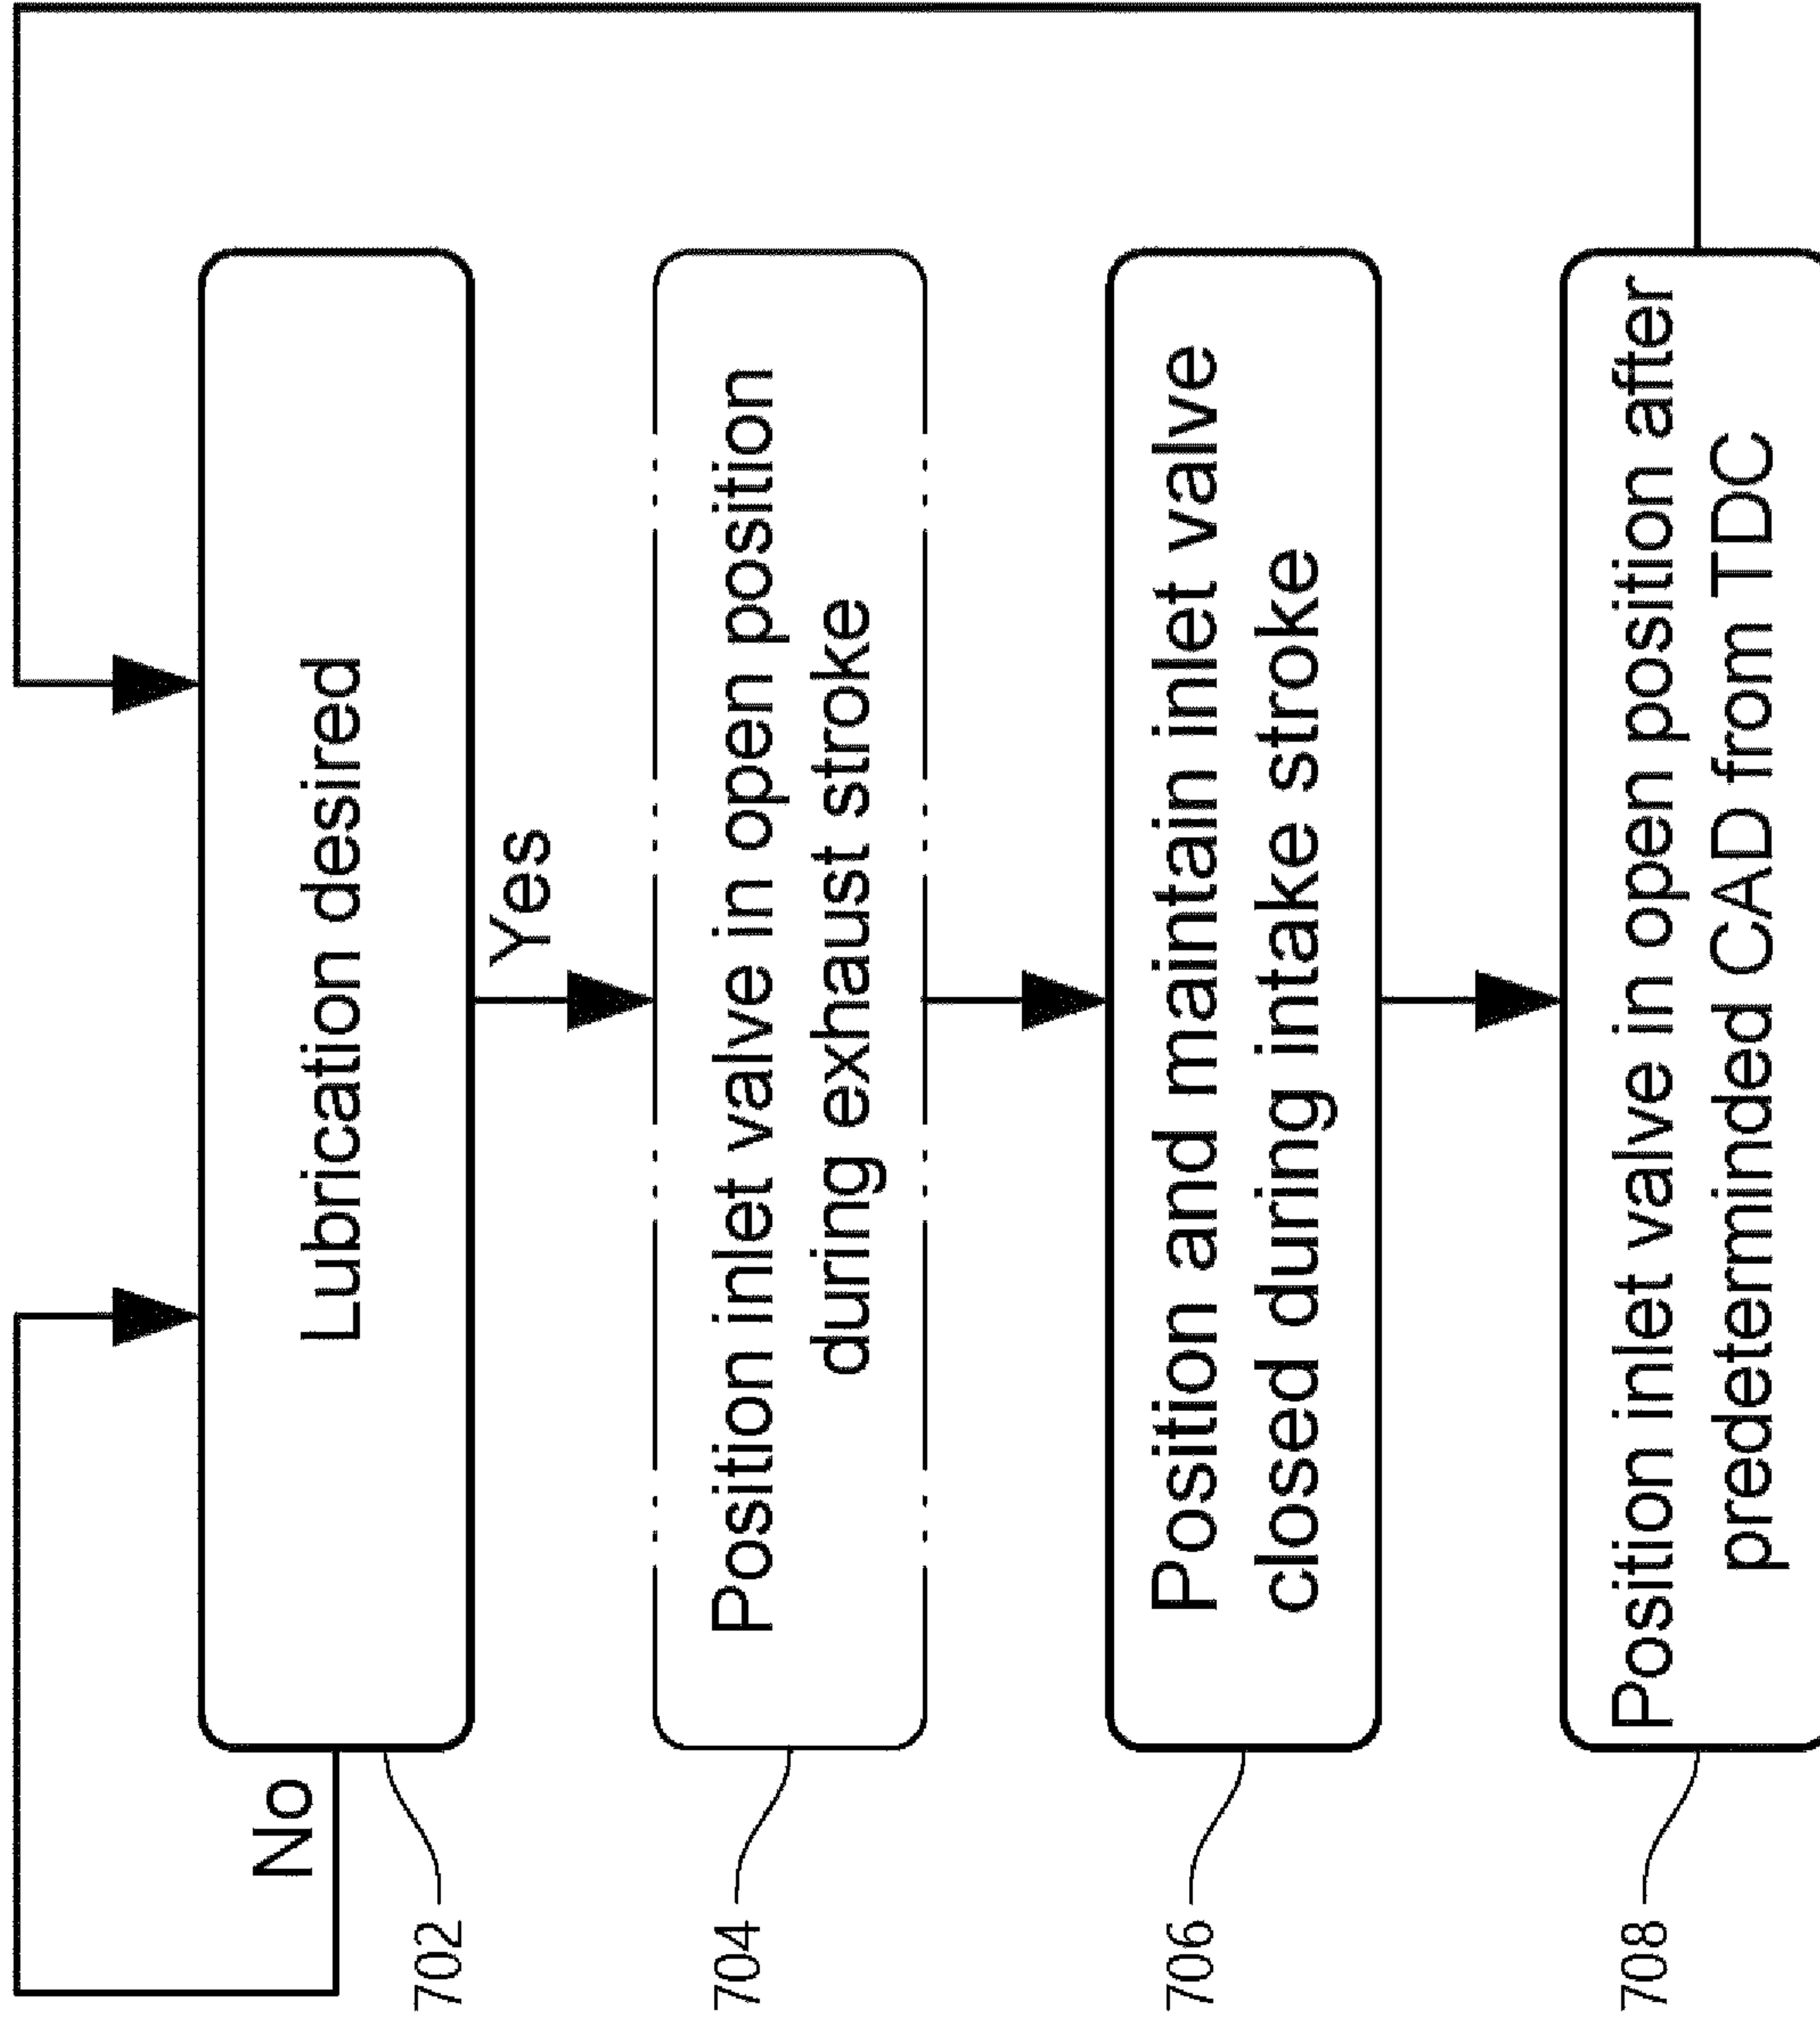 Lubrication desired
No
702
Yes
Position inlet valve in open position
during exhaust stroke
704
Position and maintain inlet valve
closed during intake stroke
706
Position inlet valve in open position after
predeterminded CAD from TDC
708